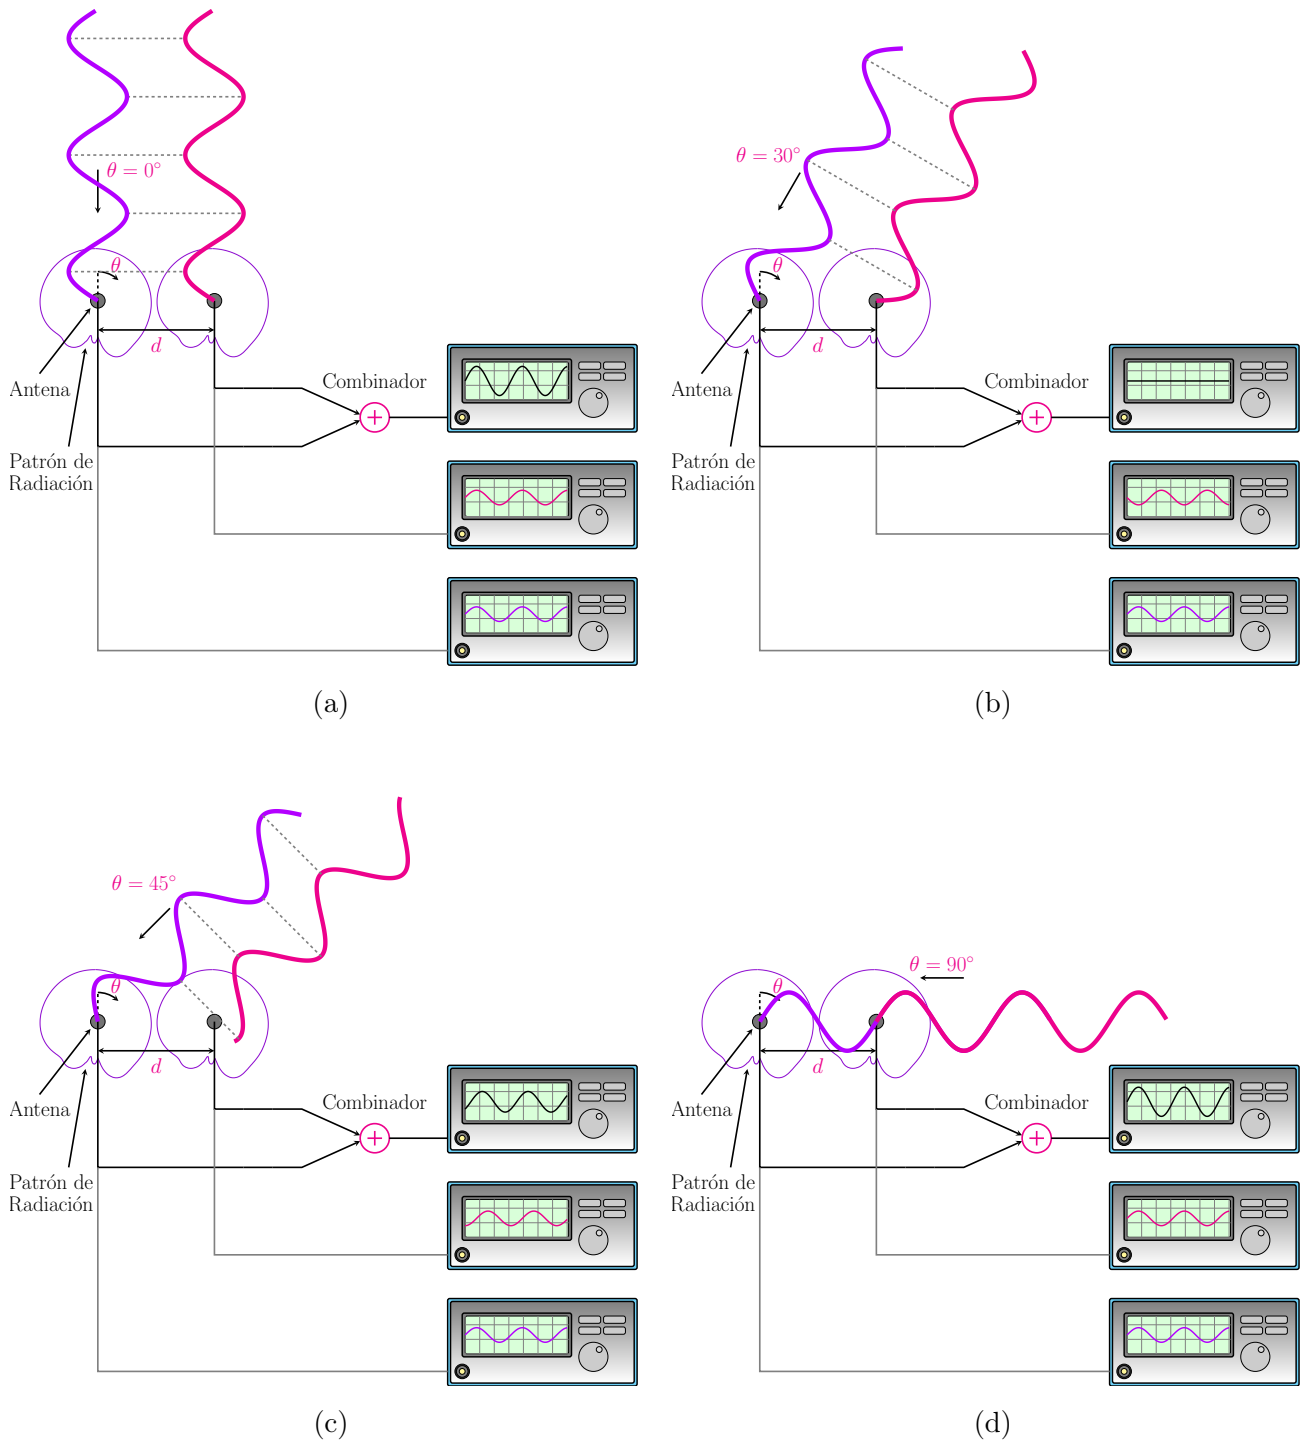 θ = 0°
θ
d
Antena
Combinador
+
Patrón de
Radiación
(a)
θ = 30°
θ
d
Antena
Combinador
+
Patrón de
Radiación
(b)
θ = 45°
θ
d
Antena
Combinador
+
Patrón de
Radiación
(c)
θ = 90°
θ
d
Antena
Combinador
+
Patrón de
Radiación
(d)